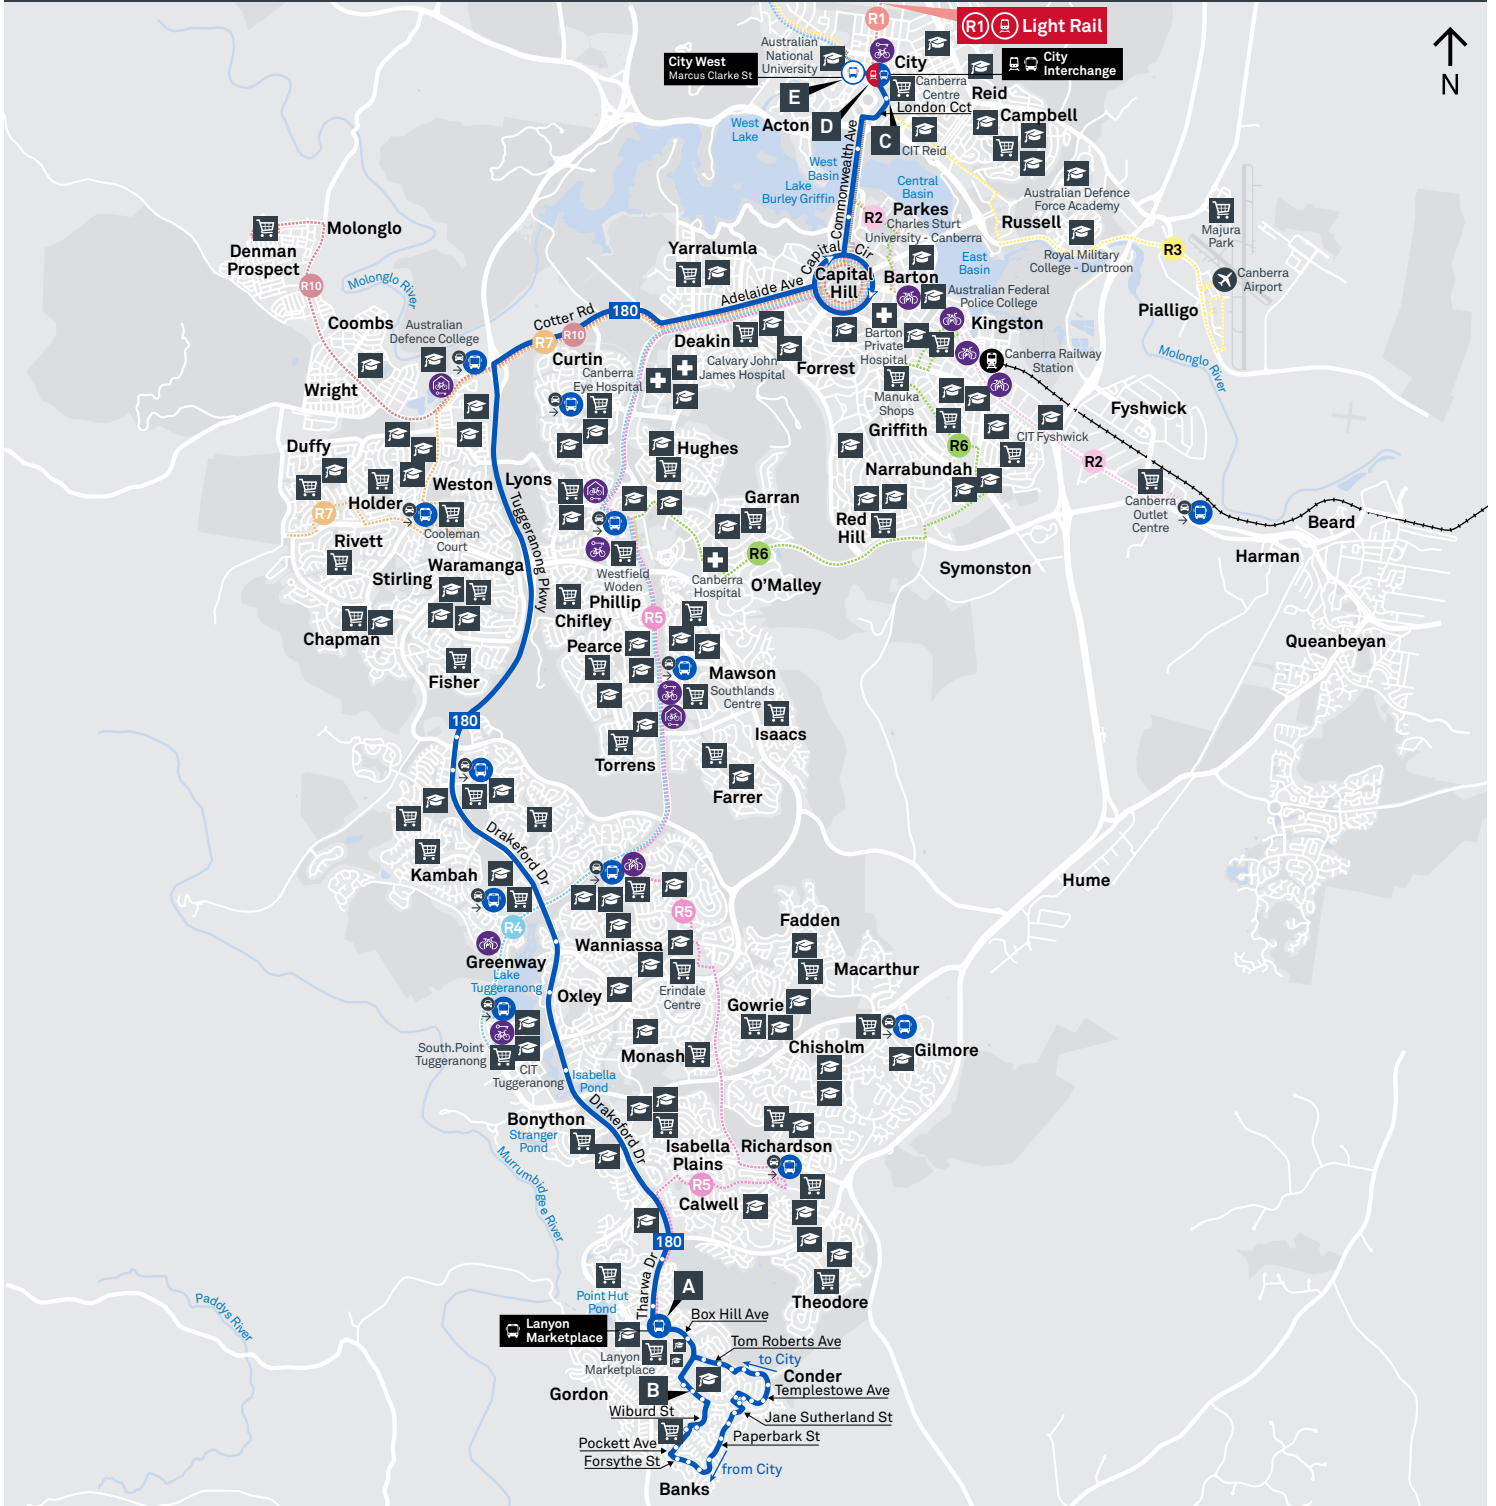 R1
R1 Light Rail
Australian
National
University
City West
Marcus Clarke St
City
City
Interchange
N
Canberra
Centre
Reid
London Cct
E
D
C
Acton
Campbell
CIT Reid
West
Lake
Commonwealth Ave
West
Basin
Lake
Burley Griffin
Central
Basin
Australian Defence
Force Academy
R2
Parkes
Charles Sturt
University - Canberra
Russell
Majura
Park
R3
Royal Military
College - Duntroon
Molonglo
Denman
Prospect
R10
Molonglo
River
Yarralumla
Capital Cir
Capital
Hill
Barton
East
Basin
Canberra
Airport
Australian Federal
Police College
Pialligo
Adelaide Ave
180
Cotter Rd
Coombs
Australian
Defence College
R7
R10
Curtin
Deakin
Kingston
Barton
Private
Hospital
Calvary John
James Hospital
Forrest
Canberra Railway
Station
Molonglo
River
Wright
Canberra
Eye Hospital
Manuka
Shops
Fyshwick
Griffith
CIT Fyshwick
Duffy
Hughes
R6
R2
Narrabundah
Weston
Lyons
Holder
Garran
Canberra
Outlet
Centre
R7
Cooleman
Court
Tuggeranong Pkwy
Red
Hill
Beard
Rivett
Harman
Westfield
Woden
R6
Canberra
Hospital
O'Malley
Symonston
Waramanga
Stirling
Phillip
Chifley
R5
Chapman
Pearce
Queanbeyan
Fisher
Mawson
Southlands
Centre
180
Isaacs
Torrens
Farrer
Drakeford Dr
Kambah
Hume
R5
R4
Fadden
Wanniassa
Greenway
Lake
Tuggeranong
Macarthur
Erindale
Centre
Oxley
Gowrie
South.Point
Tuggeranong
Monash
Chisholm
Gilmore
CIT
Tuggeranong
Isabella
Pond
Drakeford Dr
Bonython
Stranger
Pond
Isabella
Plains
Richardson
Murrumbidgee River
R5
Calwell
180
Tharwa Dr
Point Hut
Pond
A
Theodore
Paddys River
Lanyon
Marketplace
Box Hill Ave
Tom Roberts Ave
Lanyon
Marketplace
to City
Conder
Gordon
B
Templestowe Ave
Wiburd St
Jane Sutherland St
Pockett Ave
Paperbark St
Forsythe St
from City
Banks